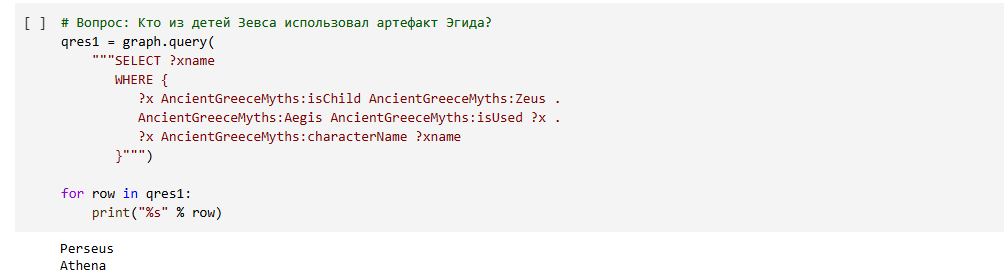 [ ] # Вопрос: Кто из детей Зевса использовал артефакт Эгида?
qres1 = graph.query(
"""SELECT ?xname
WHERE {
?x AncientGreeceMyths:isChild AncientGreeceMyths:Zeus .
AncientGreeceMyths:Aegis AncientGreeceMyths:isUsed ?x .
?x AncientGreeceMyths:characterName ?xname
}""")
for row in qres1:
print("%s" % row)
Perseus
Athena